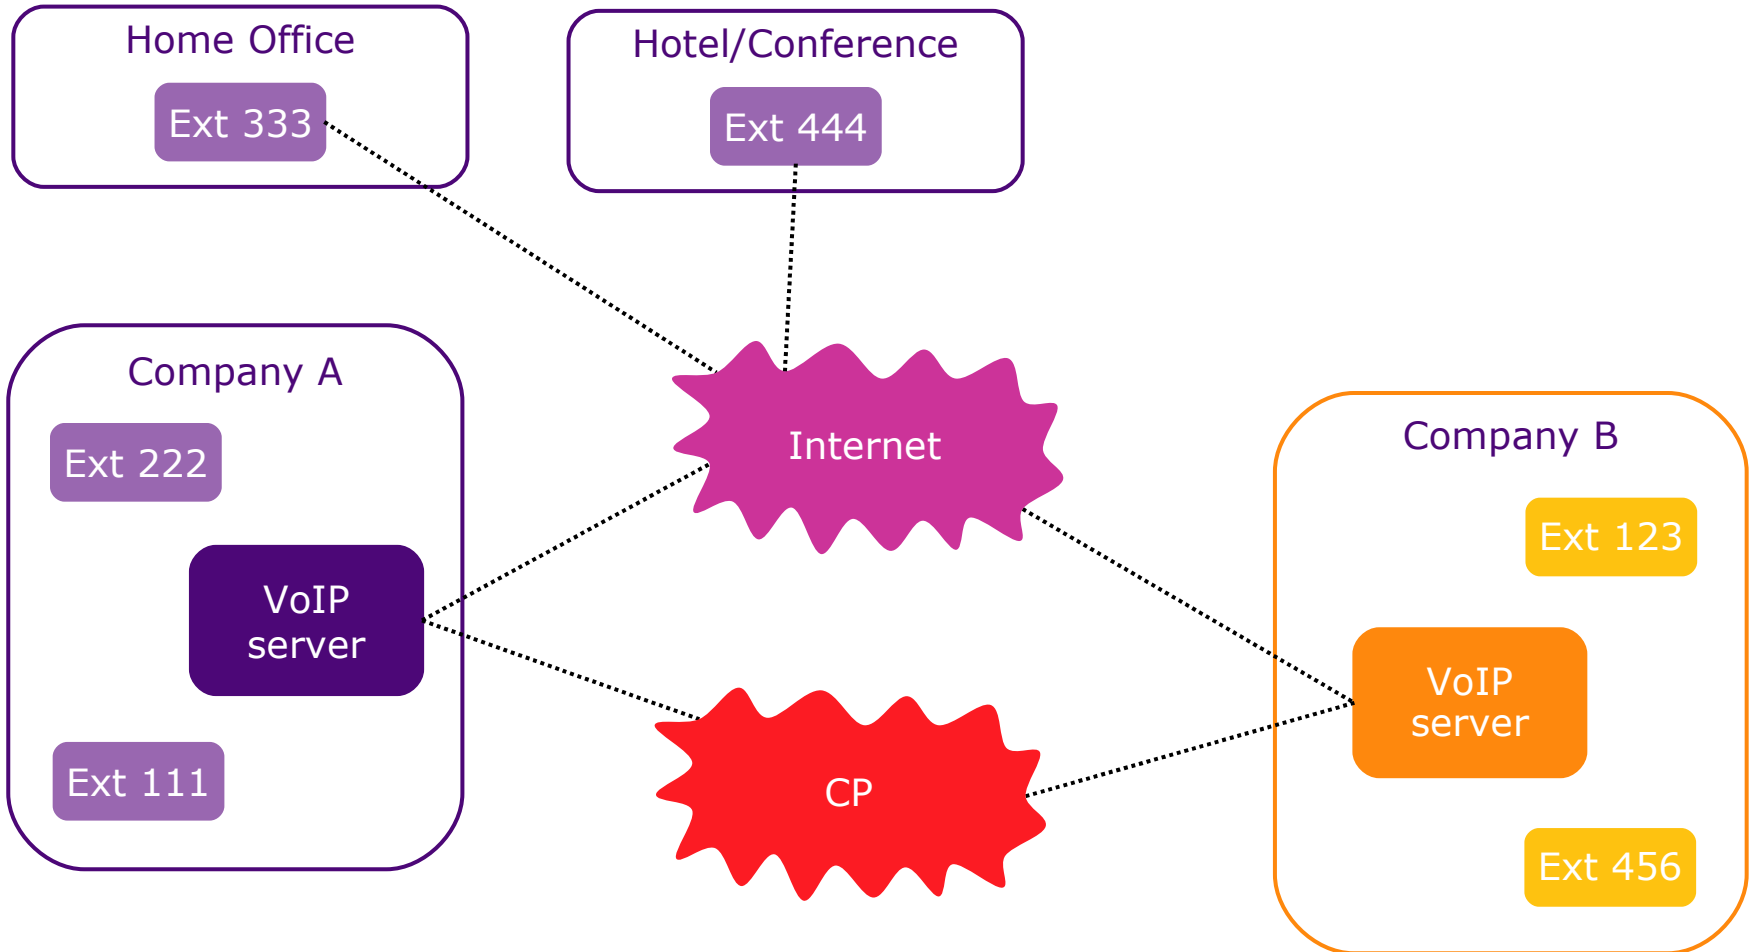 Home Office
Ext 333
Hotel/Conference
Ext 444
Company A
Ext 222
VoIP
server
Ext 111
Internet
CP
Company B
Ext 123
VoIP
server
Ext 456